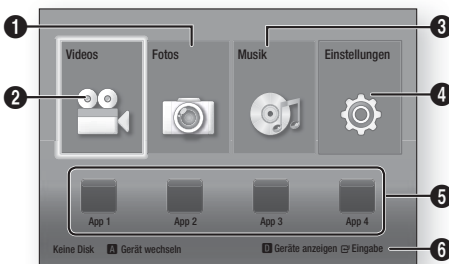 1 3
Videos Fotos Musik Einstellungen
2 4
App 1 App 2 App 3 App 4 5
Keine Disk A Gerät wechseln D Geräte anzeigen Eingabe 6